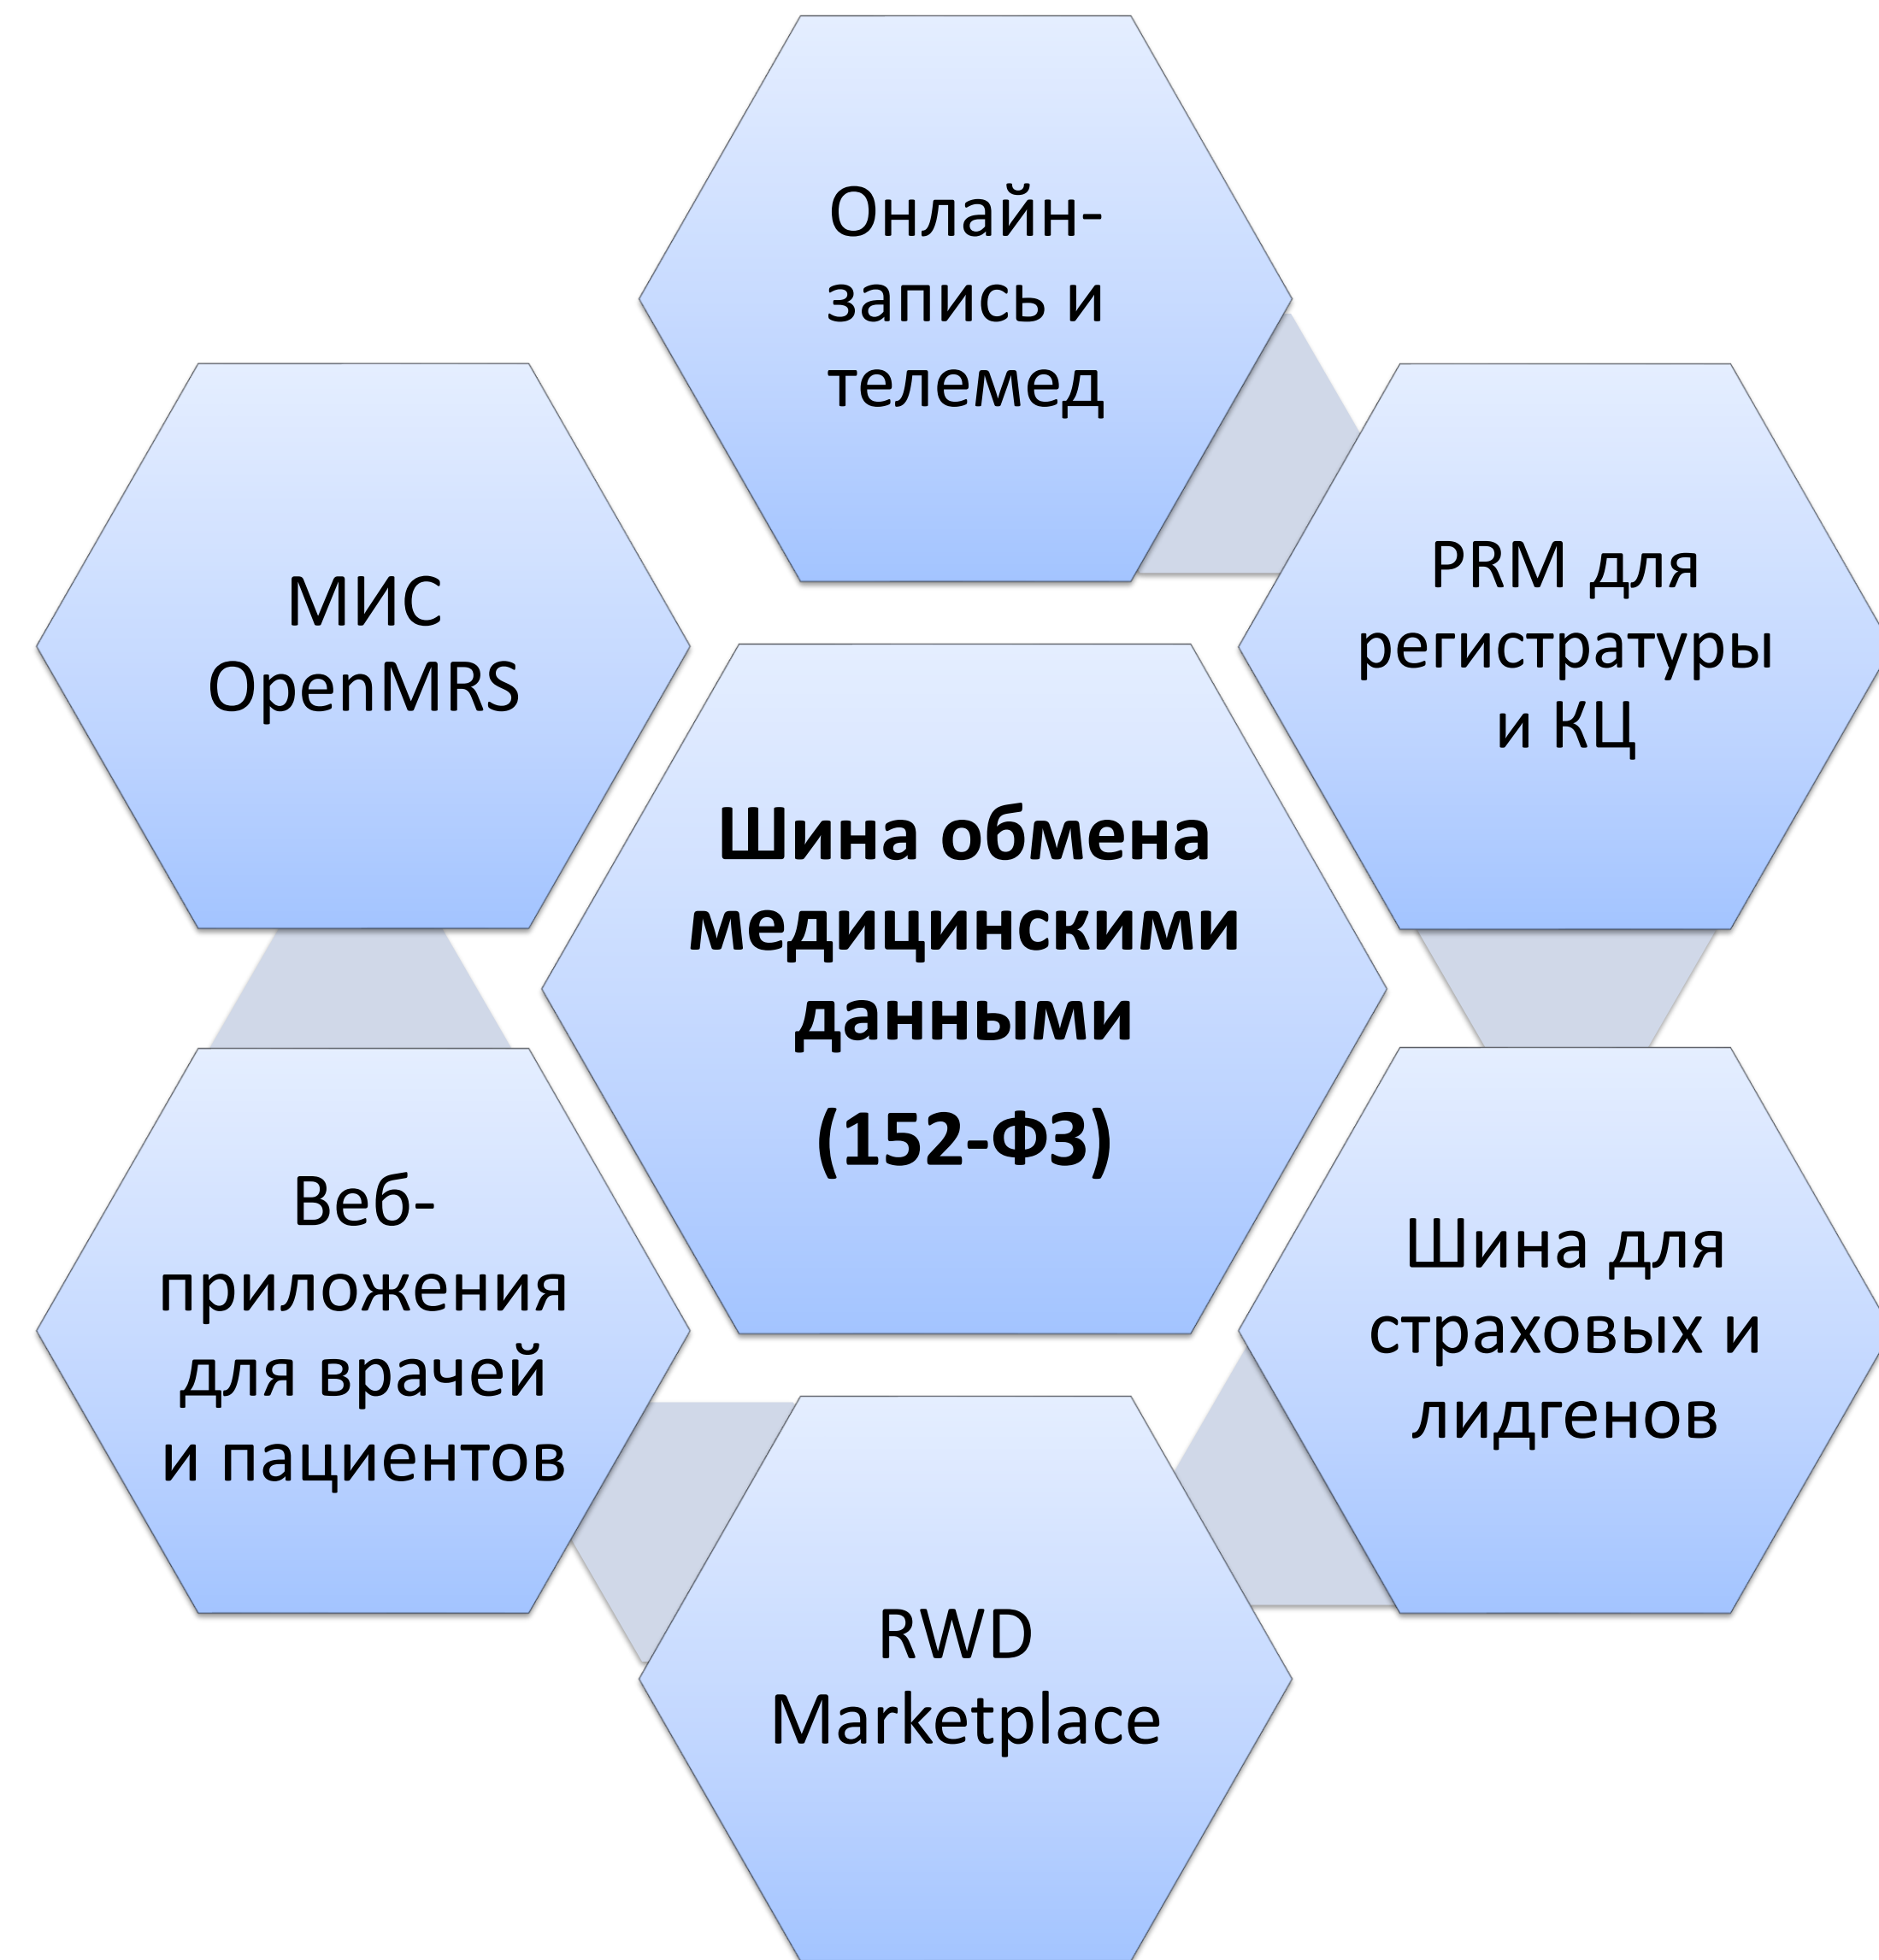 Онлайн-
запись и
телемед
МИС
OpenMRS
PRM для
регистратуры
и КЦ
Шина обмена
медицинскими
данными
(152-ФЗ)
Веб-
приложения
для врачей
и пациентов
Шина для
страховых и
лидгенов
RWD
Marketplace